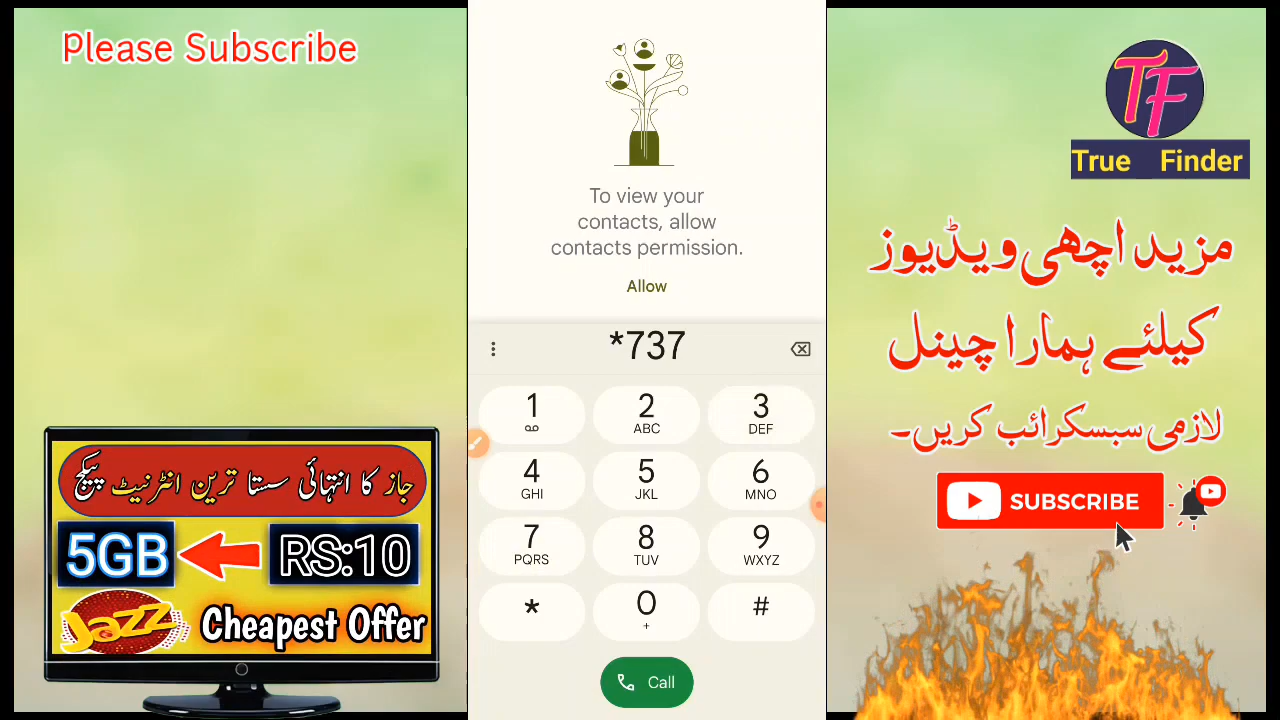 Please Subscribe
جاز کا انتہائی سستا ترین انٹرنیٹ پیکج
5GB
RS:10
Jazz
Cheapest Offer
To view your
contacts, allow
contacts permission.
Allow
*737
1
2
ABC
3
DEF
4
GHI
5
JKL
6
MNO
7
PQRS
8
TUV
9
WXYZ
*
0
+
#
Call
TF
True Finder
مزید اچھی ویڈیوز
کیلئے ہمارا چینل
لازمی سبسکرائب کریں۔
SUBSCRIBE